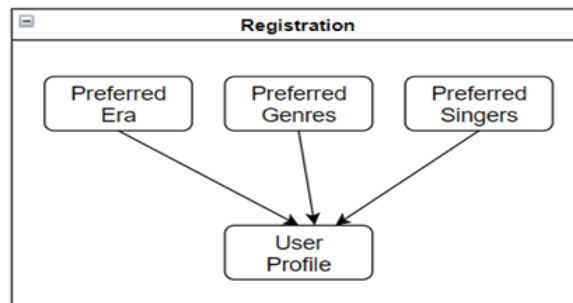 Registration
Preferred
Era
Preferred
Genres
Preferred
Singers
User
Profile